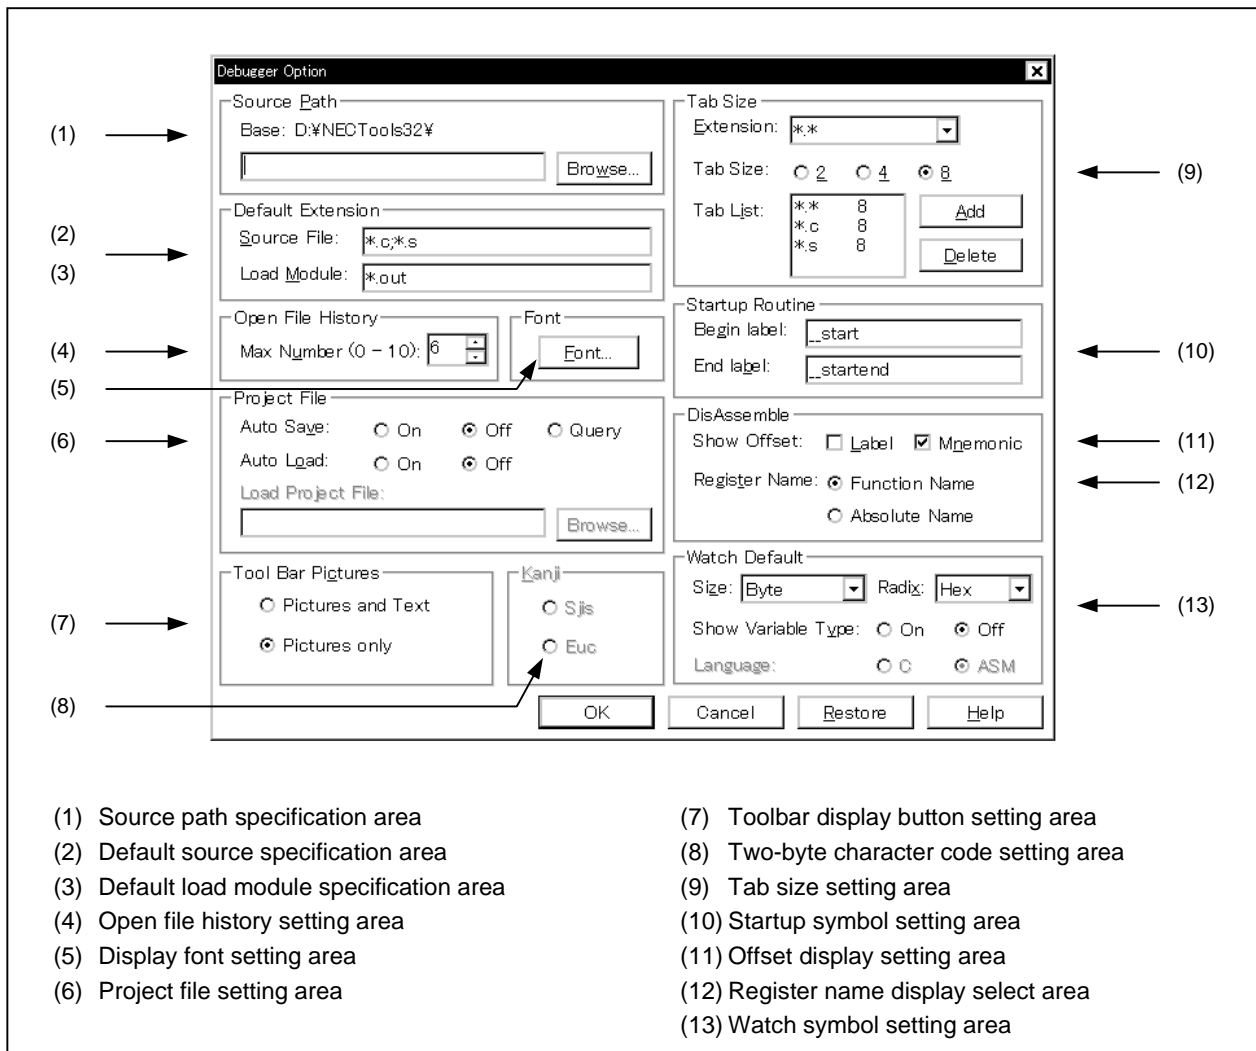 Debugger Option
Source Path
(1)
Base: D:¥NECTools32¥
Browse...
Default Extension
(2)
Source File: *.c;*.s
(3)
Load Module: *.out
Open File History
Font
(4)
Max Number (0 - 10): 6
Font...
(5)
Project File
(6)
Auto Save: On Off Query
Auto Load: On Off
Load Project File:
Browse...
Tool Bar Pictures
Kanji
Pictures and Text
Sjis
(7)
Pictures only
Euc
(8)
Tab Size
Extension: *.*
Tab Size: 2 4 8
(9)
Tab List: *.* 8
*.c 8
*.s 8
Add
Delete
Startup Routine
Begin label: __start
(10)
End label: __startend
DisAssemble
Show Offset: Label Mnemonic
(11)
Register Name: Function Name
(12)
Absolute Name
Watch Default
Size: Byte Radix: Hex
(13)
Show Variable Type: On Off
Language: C ASM
OK Cancel Restore Help
(1) Source path specification area
(2) Default source specification area
(3) Default load module specification area
(4) Open file history setting area
(5) Display font setting area
(6) Project file setting area
(7) Toolbar display button setting area
(8) Two-byte character code setting area
(9) Tab size setting area
(10) Startup symbol setting area
(11) Offset display setting area
(12) Register name display select area
(13) Watch symbol setting area